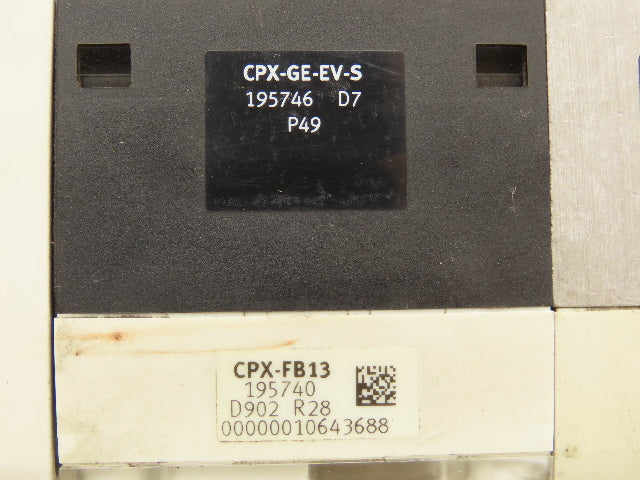 CPX-GE-EV-S
195746 D7
P49
CPX-FB13
195740
D902 R28
00000010643688